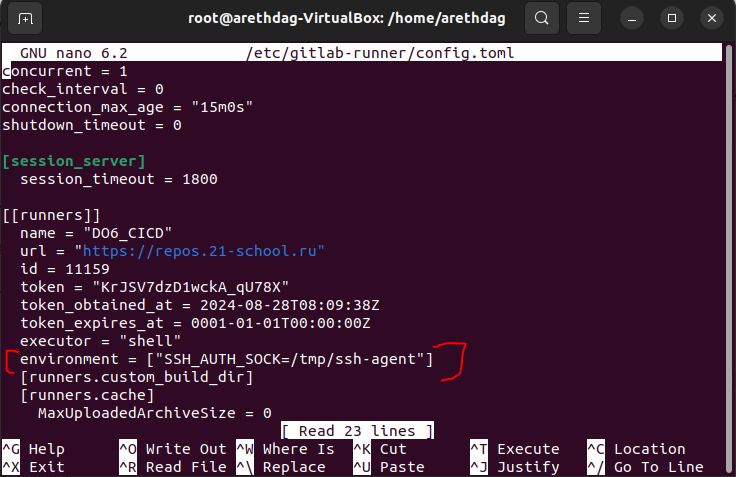 root@arethdag-VirtualBox: /home/arethdag
GNU nano 6.2 /etc/gitlab-runner/config.toml
concurrent = 1
check_interval = 0
connection_max_age = "15m0s"
shutdown_timeout = 0
[session_server]
session_timeout = 1800
[[runners]]
name = "DO6_CICD"
url = "https://repos.21-school.ru"
id = 11159
token = "KrJSV7dzD1wckA_qU78X"
token_obtained_at = 2024-08-28T08:09:38Z
token_expires_at = 0001-01-01T00:00:00Z
executor = "shell"
environment = ["SSH_AUTH_SOCK=/tmp/ssh-agent"]
[runners.custom_build_dir]
[runners.cache]
MaxUploadedArchiveSize = 0
[ Read 23 lines ]
^G Help ^O Write Out ^W Where Is ^K Cut ^T Execute ^C Location
^X Exit ^R Read File ^\ Replace ^U Paste ^J Justify ^/ Go To Line